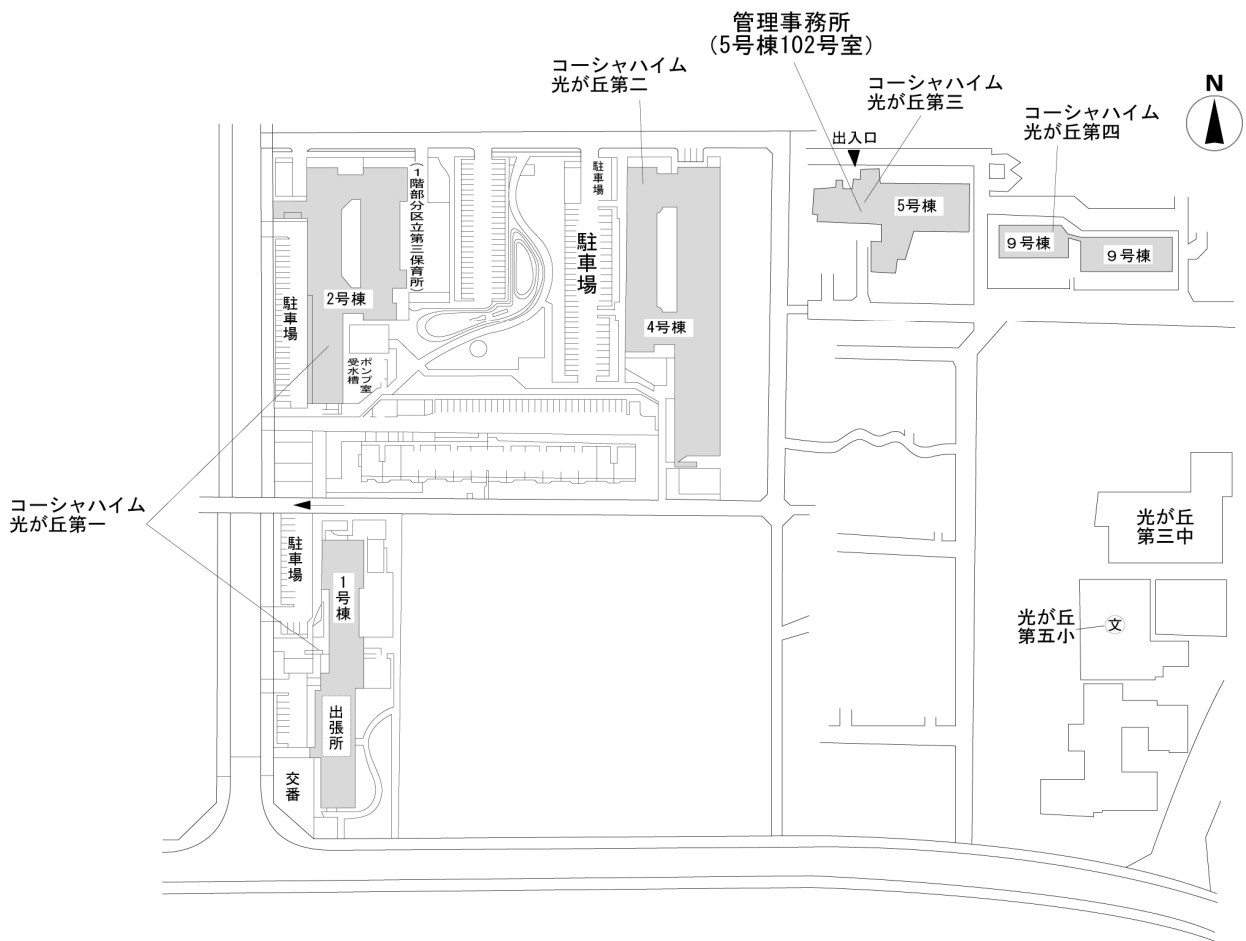 管理事務所
（5号棟102号室）
コーシャハイム
光が丘第二
コーシャハイム
光が丘第三
コーシャハイム
光が丘第四
N
出入口
駐車場
（1階部分区立第三保育所）
5号棟
駐車場
9号棟
9号棟
2号棟
駐車場
4号棟
ポンプ室
受水槽
コーシャハイム
光が丘第一
光が丘
第三中
駐車場
1号棟
光が丘
第五小
文
出張所
交番